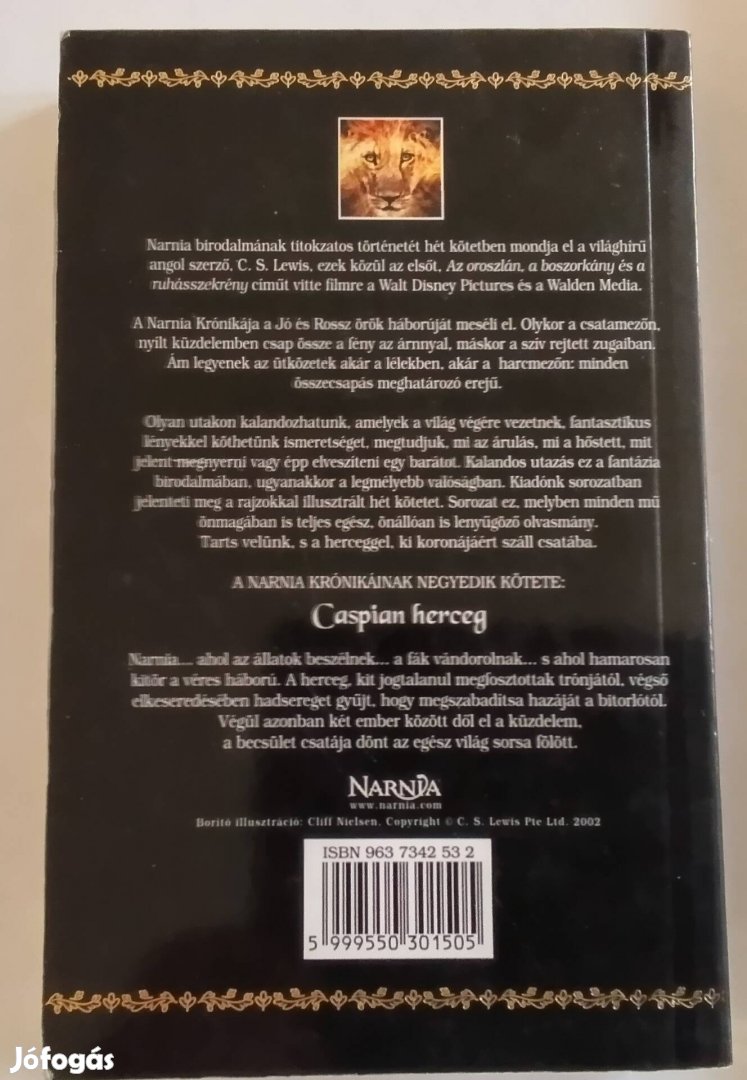 Narnia birodalmának titokzatos történetét hét kötetben mondja el a világhírű
angol szerző, C. S. Lewis, ezek közül az elsőt, Az oroszlán, a boszorkány és a
ruhásszekrény címűt vitte filmre a Walt Disney Pictures és a Walden Media.
A Narnia Krónikája a Jó és Rossz örök háborúját meséli el. Olykor a csatamezőn,
nyílt küzdelemben csap össze a fény az árnnyal, máskor a szív rejtett zugaiban.
Ám legyenek az ütközetek akár a lélekben, akár a harcmezőn: minden
összecsapás meghatározó erejű.
Olyan utakon kalandozhatunk, amelyek a világ végére vezetnek, fantasztikus
lényekkel köthetünk ismeretséget, megtudjuk, mi az árulás, mi a hőstett, mit
jelent megnyerni vagy épp elveszíteni egy barátot. Kalandos utazás ez a fantázia
birodalmában, ugyanakkor a legmélyebb valóságban. Kiadónk sorozatban
jelenteti meg a rajzokkal illusztrált hét kötetet. Sorozat ez, melyben minden mű
önmagában is teljes egész, önállóan is lenyűgöző olvasmány.
Tarts velünk, s a herceggel, ki koronájáért száll csatába.
A NARNIA KRÓNIKÁINAK NEGYEDIK KÖTETE:
Caspian herceg
Narnia... ahol az állatok beszélnek... a fák vándorolnak... s ahol hamarosan
kitör a véres háború. A herceg, kit jogtalanul megfosztottak trónjától, végső
elkeseredésében hadsereget gyűjt, hogy megszabadítsa hazáját a bitorlótól.
Végül azonban két ember között dől el a küzdelem,
a becsület csatája dönt az egész világ sorsa fölött.
NARNIA
www.narnia.com
Borító illusztráció: Cliff Nielsen, Copyright © C. S. Lewis Pte Ltd. 2002
ISBN 963 7342 53 2
5 999550 301505
Jófogás